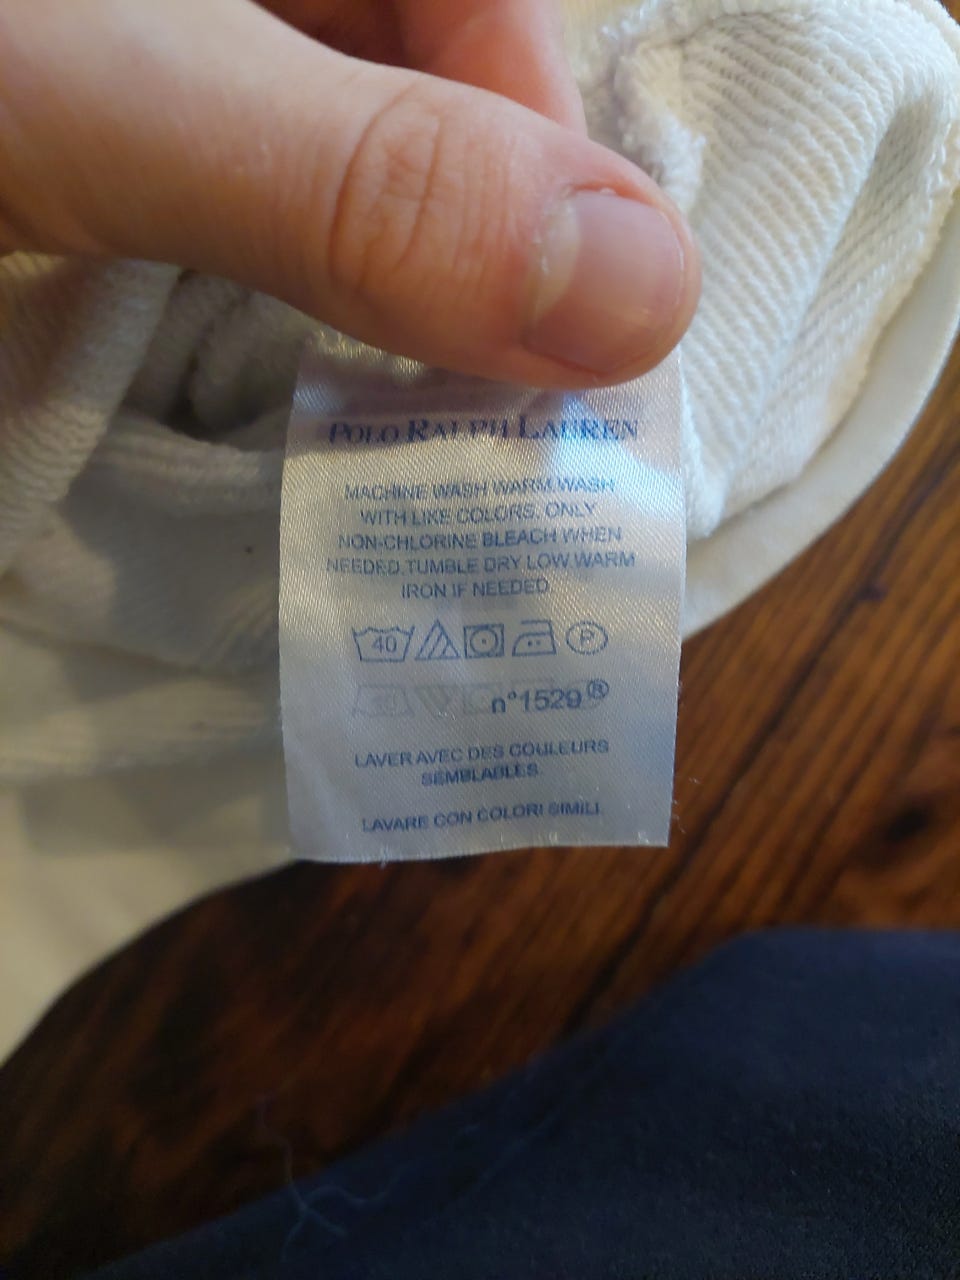 POLO RALPH LAUREN
MACHINE WASH WARM.WASH
WITH LIKE COLORS. ONLY
NON-CHLORINE BLEACH WHEN
NEEDED.TUMBLE DRY LOW.WARM
IRON IF NEEDED.
40 P
n°1529®
LAVER AVEC DES COULEURS
SEMBLABLES.
LAVARE CON COLORI SIMILI.